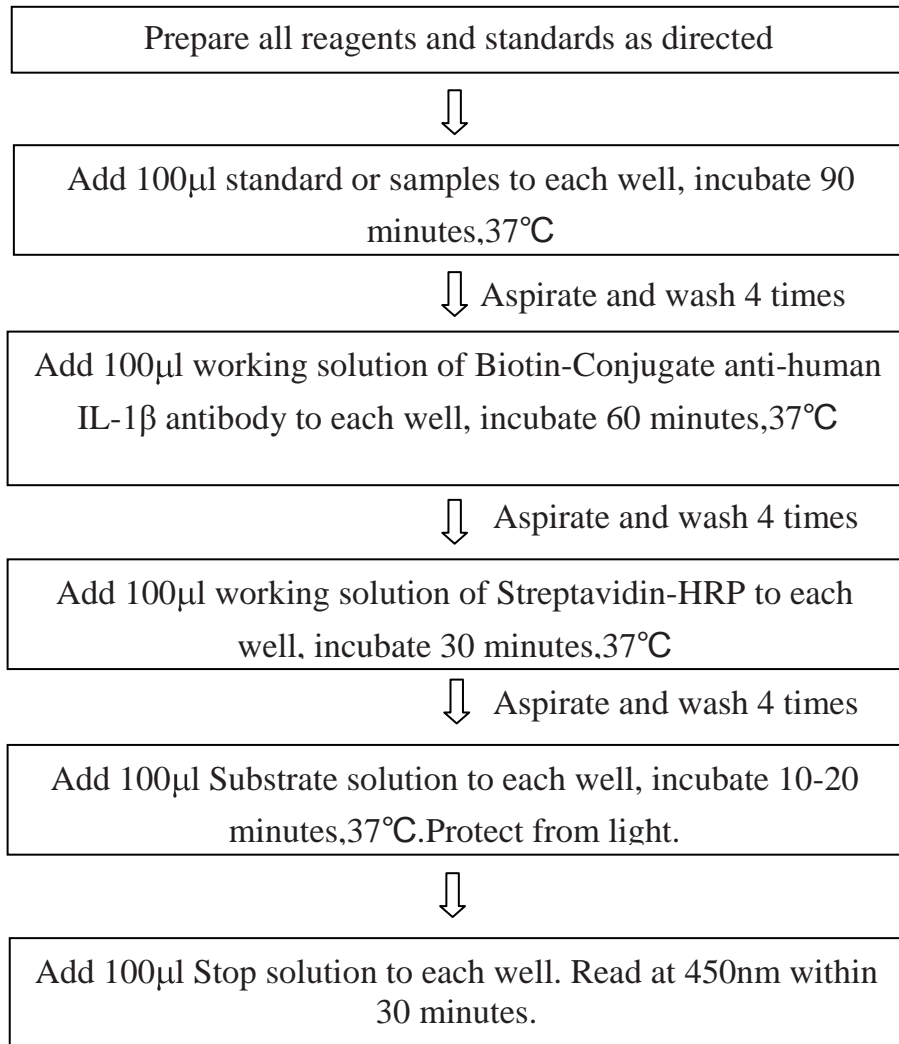 Prepare all reagents and standards as directed
Add 100μl standard or samples to each well, incubate 90
minutes,37℃
Aspirate and wash 4 times
Add 100μl working solution of Biotin-Conjugate anti-human
IL-1β antibody to each well, incubate 60 minutes,37℃
Aspirate and wash 4 times
Add 100μl working solution of Streptavidin-HRP to each
well, incubate 30 minutes,37℃
Aspirate and wash 4 times
Add 100μl Substrate solution to each well, incubate 10-20
minutes,37℃.Protect from light.
Add 100μl Stop solution to each well. Read at 450nm within
30 minutes.